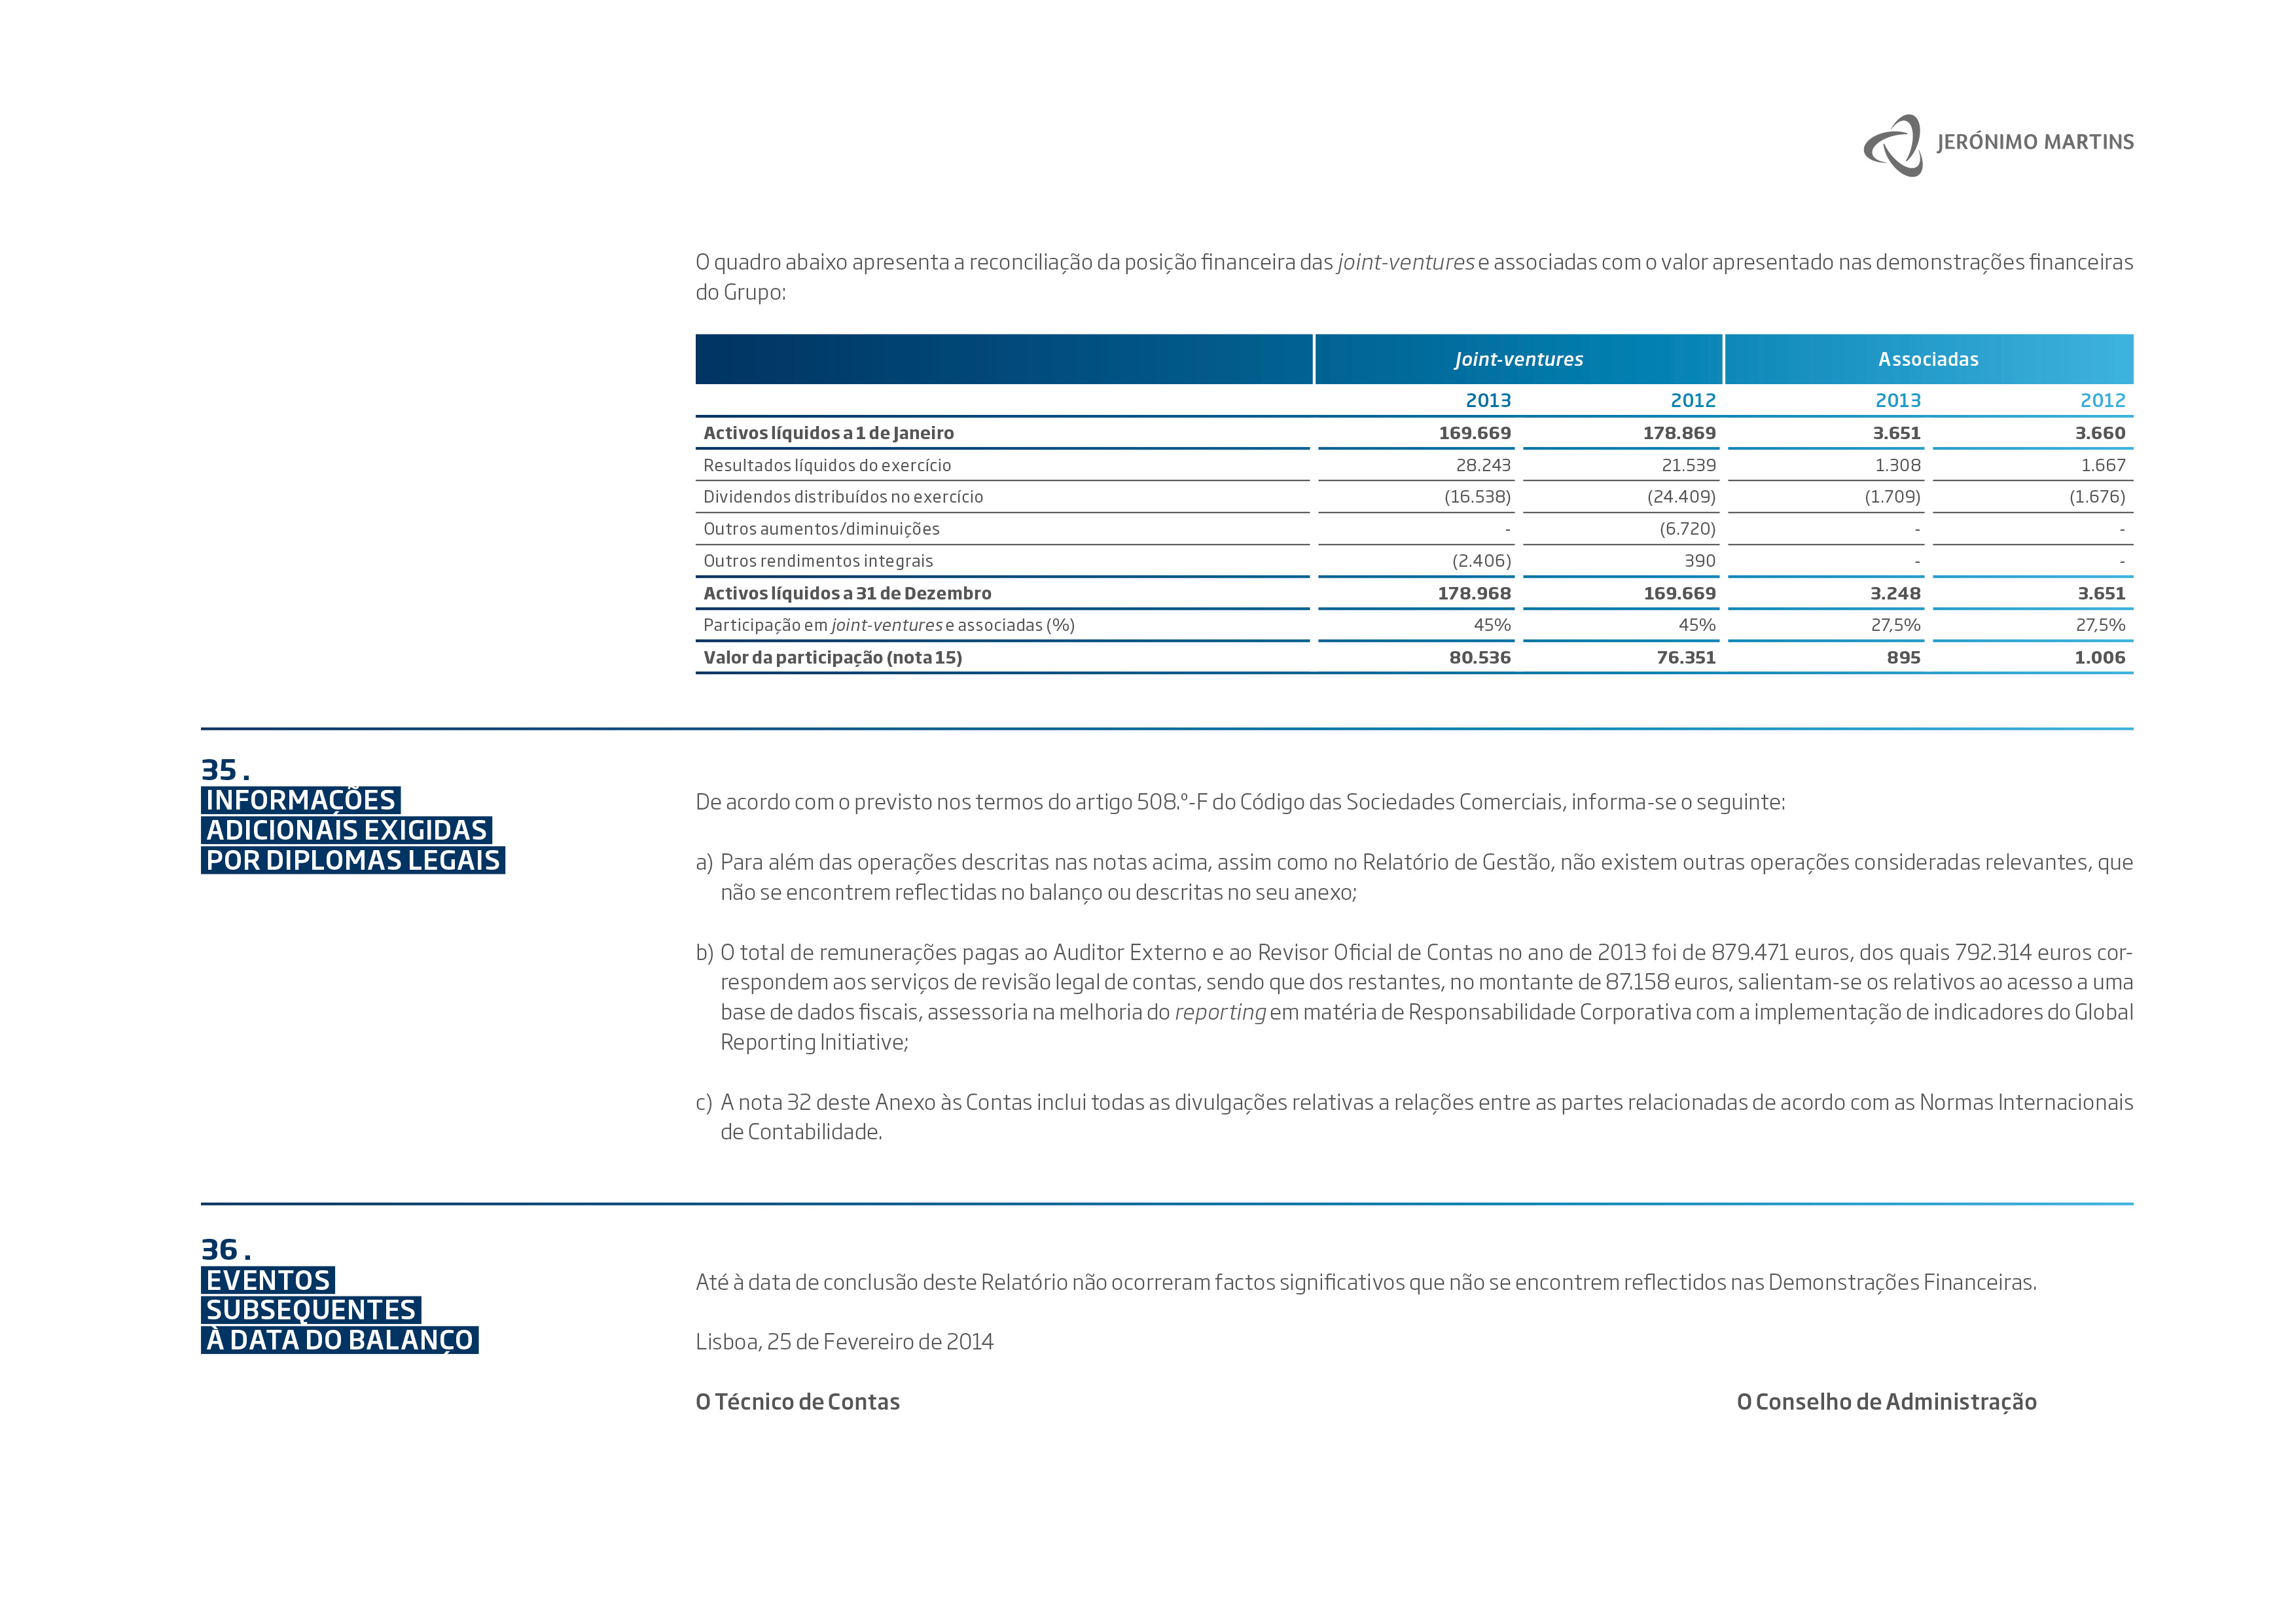 JERÓNIMO MARTINS
O quadro abaixo apresenta a reconciliação da posição financeira das joint-ventures e associadas com o valor apresentado nas demonstrações financeiras
do Grupo:
Joint-ventures Associadas
2013 2012 2013 2012
Activos líquidos a 1 de Janeiro 169.669 178.869 3.651 3.660
Resultados líquidos do exercício 28.243 21.539 1.308 1.667
Dividendos distribuídos no exercício (16.538) (24.409) (1.709) (1.676)
Outros aumentos/diminuições - (6.720) - -
Outros rendimentos integrais (2.406) 390 - -
Activos líquidos a 31 de Dezembro 178.968 169.669 3.248 3.651
Participação em joint-ventures e associadas (%) 45% 45% 27,5% 27,5%
Valor da participação (nota 15) 80.536 76.351 895 1.006
35 .
INFORMAÇÕES
ADICIONAIS EXIGIDAS
POR DIPLOMAS LEGAIS
De acordo com o previsto nos termos do artigo 508.º-F do Código das Sociedades Comerciais, informa-se o seguinte:
a) Para além das operações descritas nas notas acima, assim como no Relatório de Gestão, não existem outras operações consideradas relevantes, que
não se encontrem reflectidas no balanço ou descritas no seu anexo;
b) O total de remunerações pagas ao Auditor Externo e ao Revisor Oficial de Contas no ano de 2013 foi de 879.471 euros, dos quais 792.314 euros cor-
respondem aos serviços de revisão legal de contas, sendo que dos restantes, no montante de 87.158 euros, salientam-se os relativos ao acesso a uma
base de dados fiscais, assessoria na melhoria do reporting em matéria de Responsabilidade Corporativa com a implementação de indicadores do Global
Reporting Initiative;
c) A nota 32 deste Anexo às Contas inclui todas as divulgações relativas a relações entre as partes relacionadas de acordo com as Normas Internacionais
de Contabilidade.
36 .
EVENTOS
SUBSEQUENTES
À DATA DO BALANÇO
Até à data de conclusão deste Relatório não ocorreram factos significativos que não se encontrem reflectidos nas Demonstrações Financeiras.
Lisboa, 25 de Fevereiro de 2014
O Técnico de Contas O Conselho de Administração